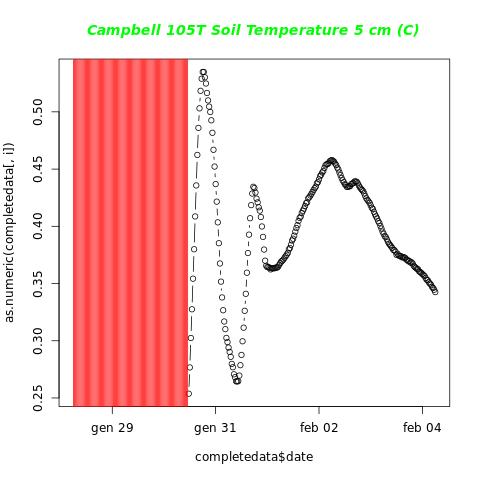 Campbell 105T Soil Temperature 5 cm (C)
as.numeric(completedata[, i])
0.50
0.45
0.40
0.35
0.30
0.25
gen 29
gen 31
feb 02
feb 04
completedata$date